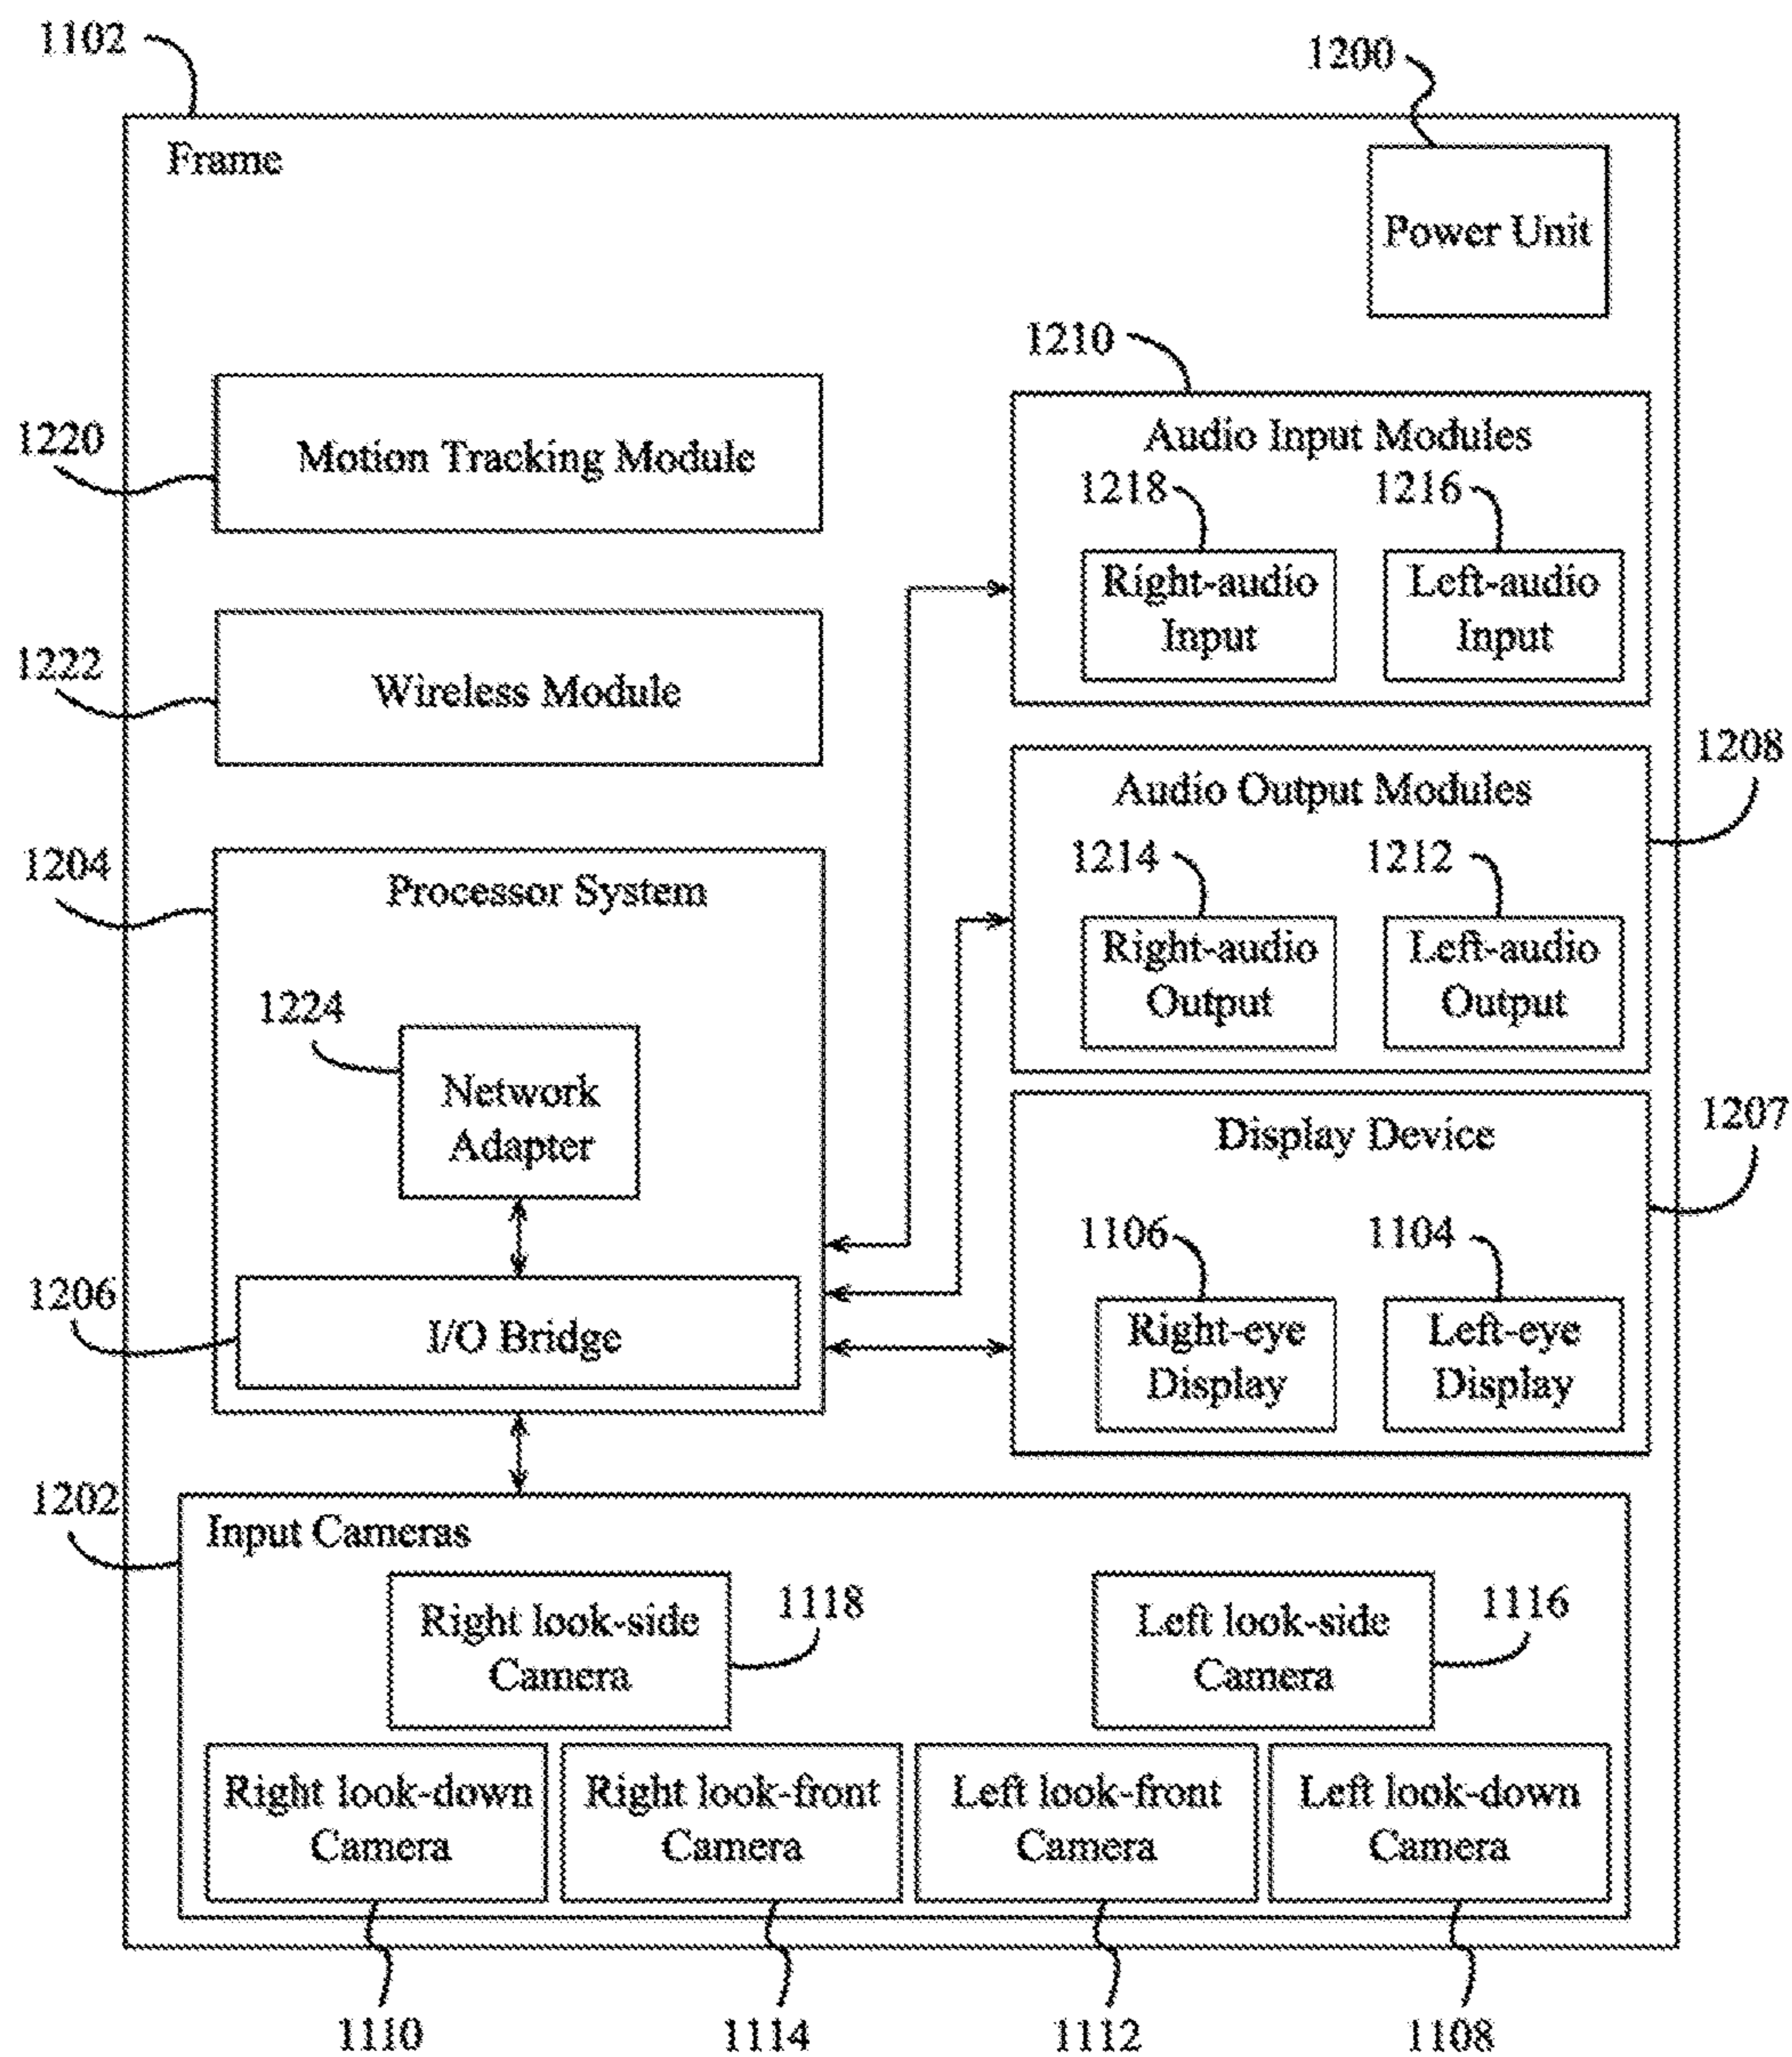 1102
1200
Frame
Power Unit
1210
1220
Motion Tracking Module
Audio Input Modules
1218
1216
Right-audio
Input
Left-audio
Input
1222
Wireless Module
1208
Audio Output Modules
1214
1212
Right-audio
Output
Left-audio
Output
1204
Processor System
1224
Network
Adapter
1207
Display Device
1106
1104
Right-eye
Display
Left-eye
Display
1206
I/O Bridge
1202
Input Cameras
Right look-side
Camera
1118
Left look-side
Camera
1116
Right look-down
Camera
Right look-front
Camera
Left look-front
Camera
Left look-down
Camera
1110
1114
1112
1108